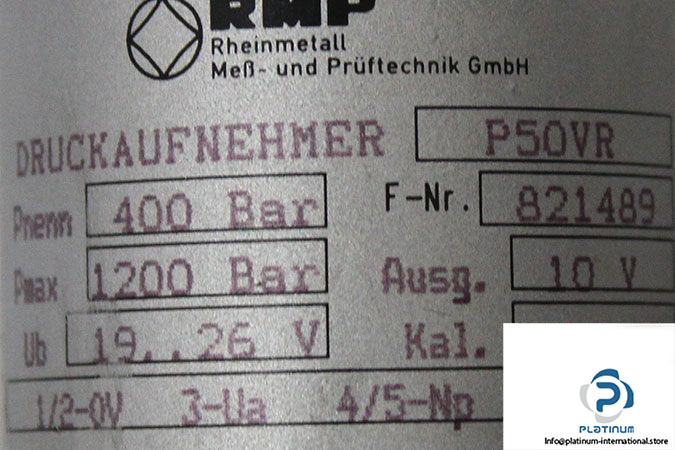 RMP
Rheinmetall
Meß- und Prüftechnik GmbH
DRUCKAUFNEHMER P50VR
Pnenn 400 Bar F-Nr. 821489
Pmax 1200 Bar Ausg. 10 V
Ub 19..26 V Kal.
1/2-0V 3-Ua 4/5-Np
PLATINUM
Info@platinum-international.store